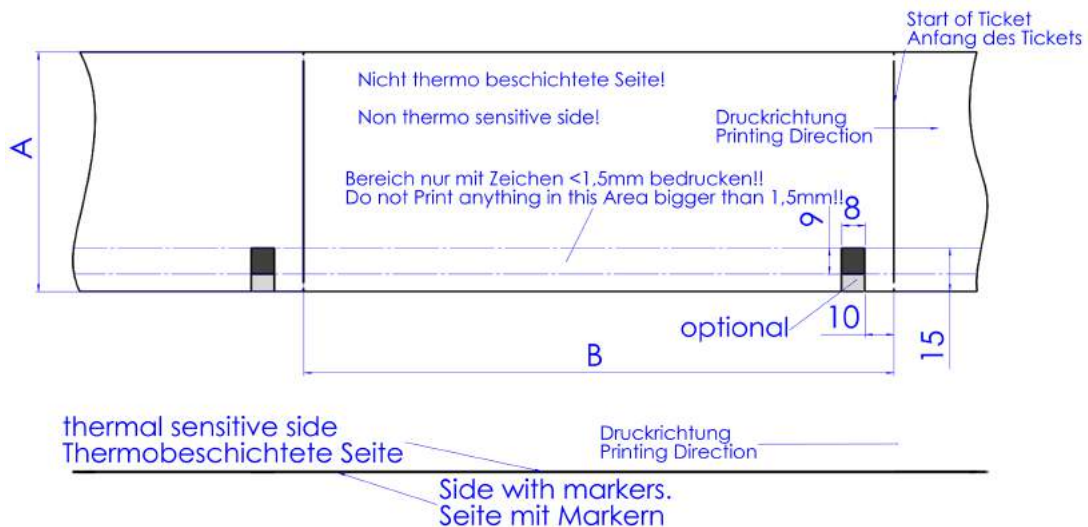 Start of Ticket
Anfang des Tickets
Nicht thermo beschichtete Seite!
Non thermo sensitive side!
Druckrichtung
Printing Direction
A
Bereich nur mit Zeichen <1,5mm bedrucken!!
Do not Print anything in this Area bigger than 1,5mm!!
9
8
optional
10
15
B
thermal sensitive side
Thermobeschichtete Seite
Druckrichtung
Printing Direction
Side with markers.
Seite mit Markern